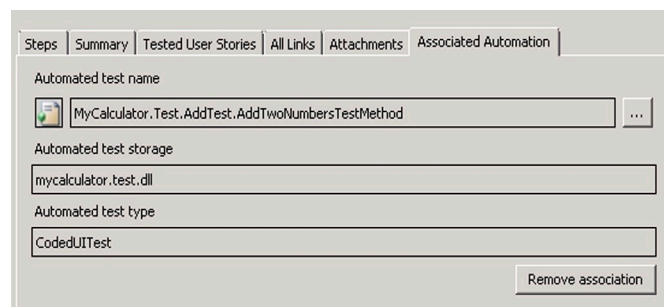 Steps Summary Tested User Stories All Links Attachments Associated Automation
Automated test name
MyCalculator.Test.AddTest.AddTwoNumbersTestMethod ...
Automated test storage
mycalculator.test.dll
Automated test type
CodedUITest
Remove association